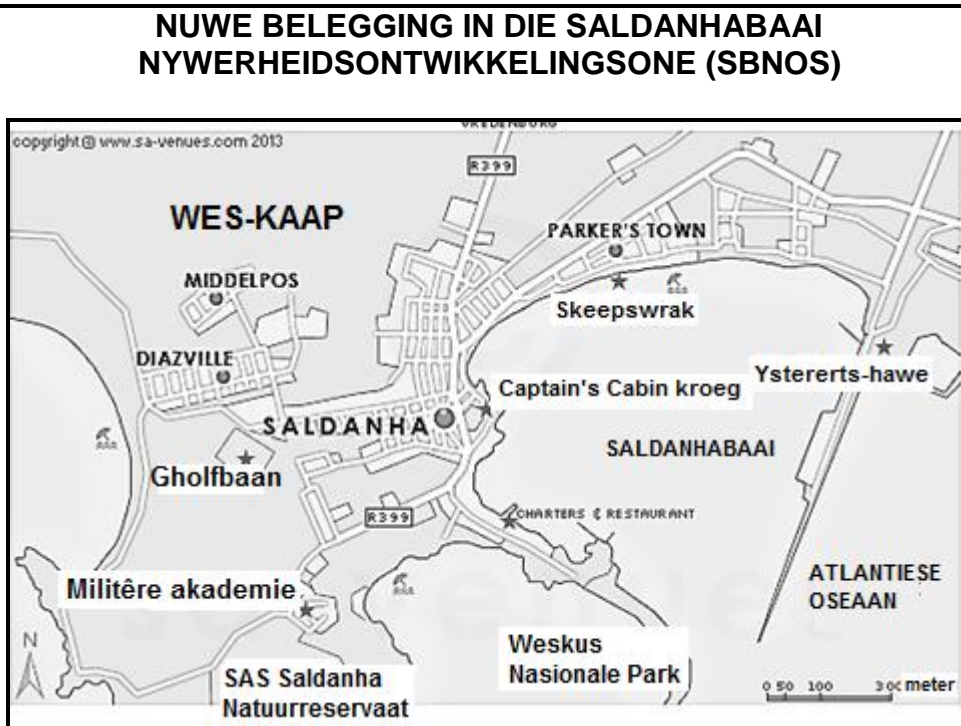 NUWE BELEGGING IN DIE SALDANHABAAI
NYWERHEIDSONTWIKKELINGSONE (SBNOS)
VREDENBURG
copyright@ www.sa-venues.com 2013
R399
WES-KAAP
PARKER'S TOWN
MIDDELPOS
Skeepswrak
DIAZVILLE
Ystererts-hawe
Captain's Cabin kroeg
SALDANHA
SALDANHABAAI
Gholfbaan
CHARTERS & RESTAURANT
R399
ATLANTIESE
OSEAAN
Militêre akademie
N
Weskus
Nasionale Park
SAS Saldanha
Natuurreservaat
0 50 100 300 meter